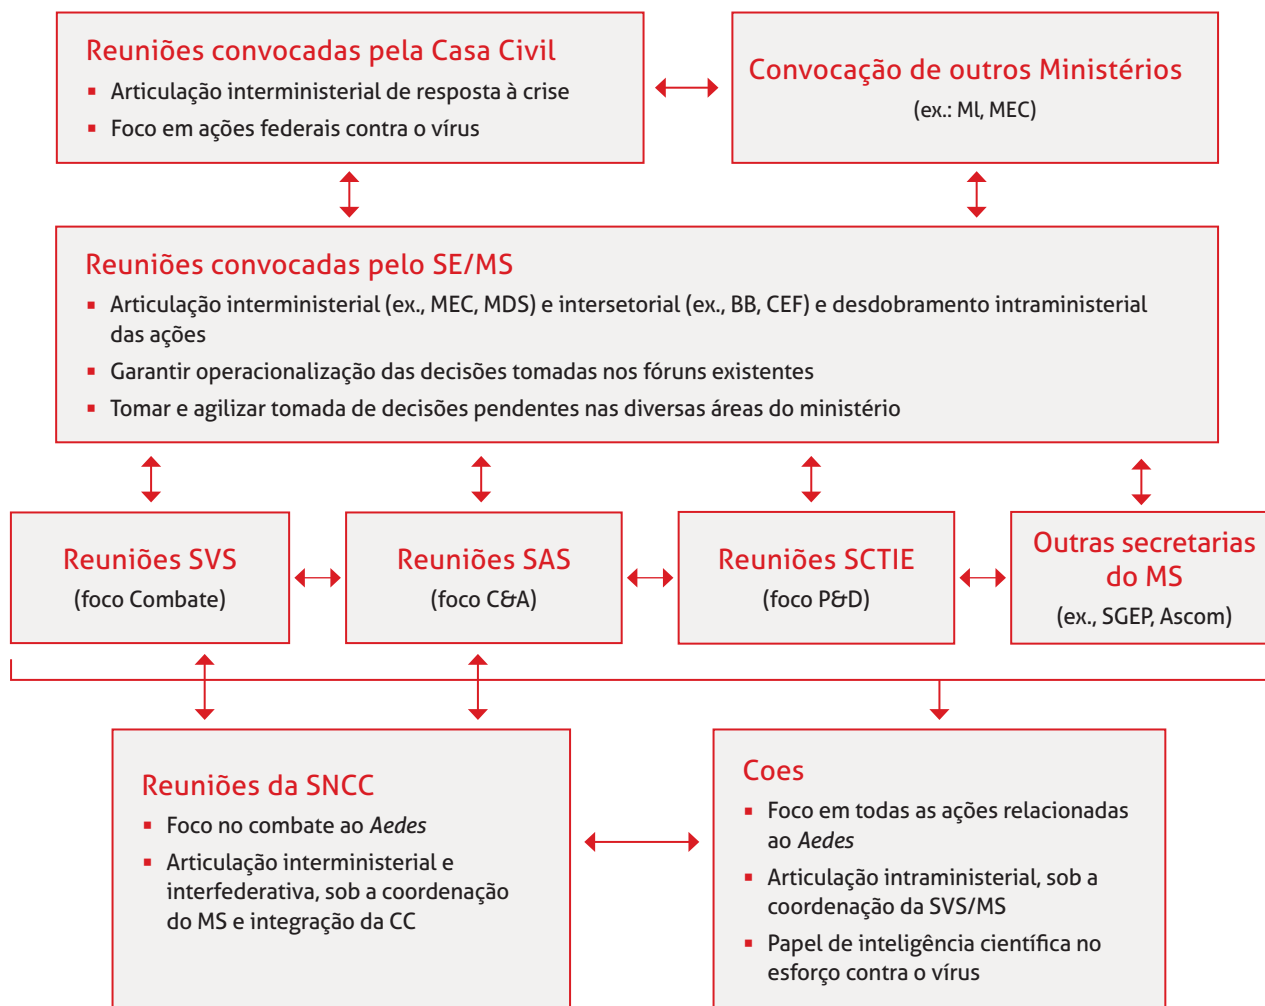 Reuniões convocadas pela Casa Civil
▪ Articulação interministerial de resposta à crise
▪ Foco em ações federais contra o vírus
Convocação de outros Ministérios
(ex.: MI, MEC)
Reuniões convocadas pelo SE/MS
▪ Articulação interministerial (ex., MEC, MDS) e intersetorial (ex., BB, CEF) e desdobramento intraministerial
das ações
▪ Garantir operacionalização das decisões tomadas nos fóruns existentes
▪ Tomar e agilizar tomada de decisões pendentes nas diversas áreas do ministério
Reuniões SVS
(foco Combate)
Reuniões SAS
(foco C&A)
Reuniões SCTIE
(foco P&D)
Outras secretarias
do MS
(ex., SGEP, Ascom)
Reuniões da SNCC
▪ Foco no combate ao Aedes
▪ Articulação interministerial e
interfederativa, sob a coordenação
do MS e integração da CC
Coes
▪ Foco em todas as ações relacionadas
ao Aedes
▪ Articulação intraministerial, sob a
coordenação da SVS/MS
▪ Papel de inteligência científica no
esforço contra o vírus